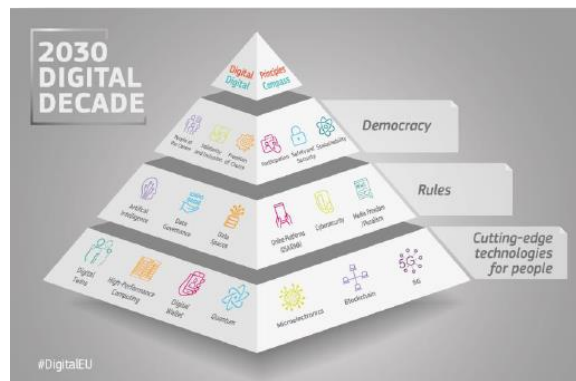 2030
DIGITAL
DECADE
Digital Principles
Digital Compass
Democracy
People at
the Centre
Solidarity
and Inclusion
Freedom
of Choice
Participation
Safety and
Security
Sustainability
Rules
Artificial
Intelligence
Data
Governance
Data
Online Platforms
(DSA/DMA)
Cybersecurity
Media Freedom
/Pluralism
Cutting-edge
technologies
for people
Digital
Twins
High-Performance
Computing
Digital
Wallet
Quantum
Microelectronics
Blockchain
5G
#DigitalEU